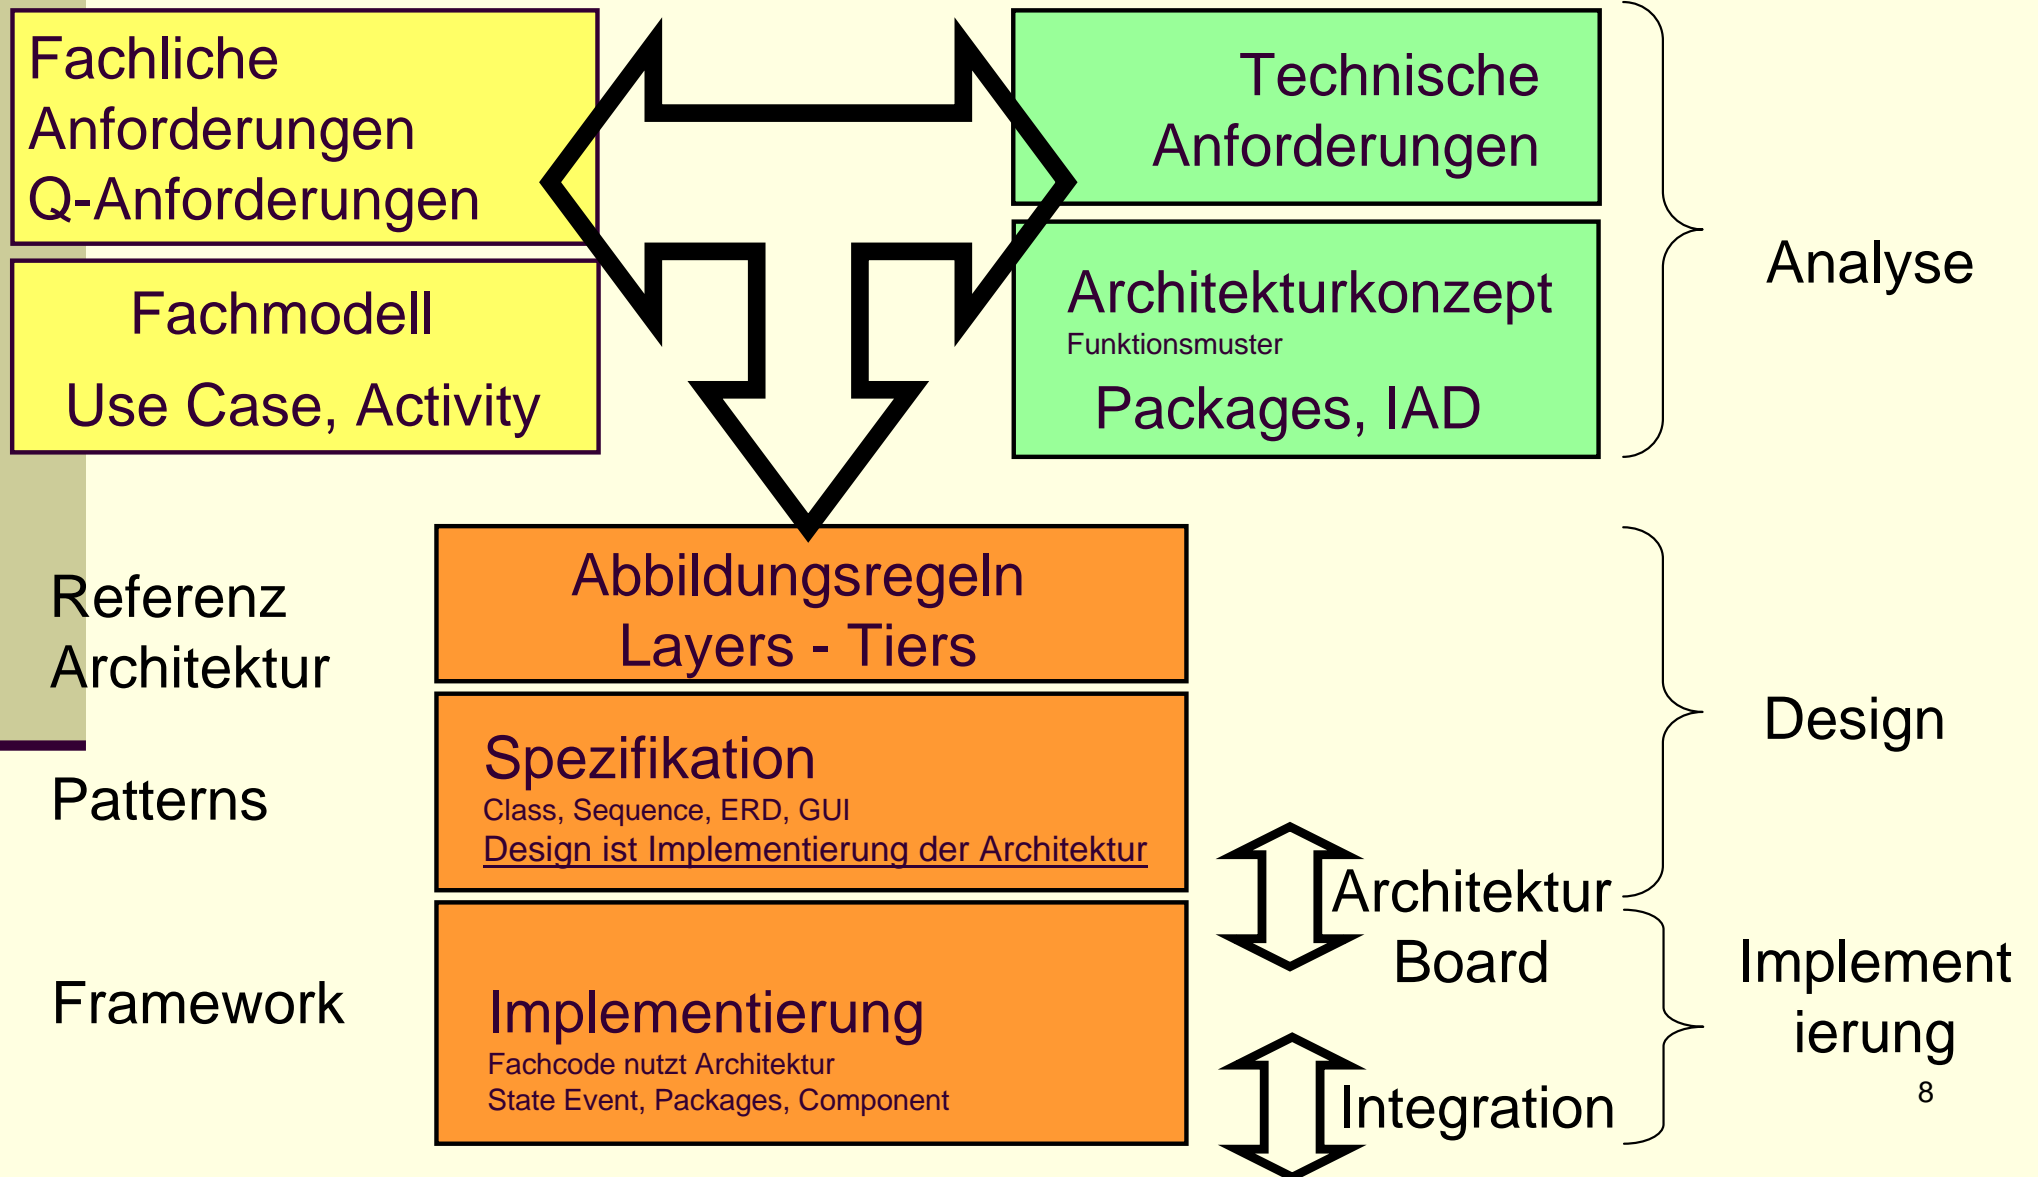 Fachliche
Anforderungen
Q-Anforderungen
Fachmodell
Use Case, Activity
Technische
Anforderungen
Architekturkonzept
Funktionsmuster
Packages, IAD
Analyse
Referenz
Architektur
Patterns
Framework
Abbildungsregeln
Layers - Tiers
Spezifikation
Class, Sequence, ERD, GUI
Design ist Implementierung der Architektur
Implementierung
Fachcode nutzt Architektur
State Event, Packages, Component
Architektur
Board
Integration
Design
Implement
ierung
8